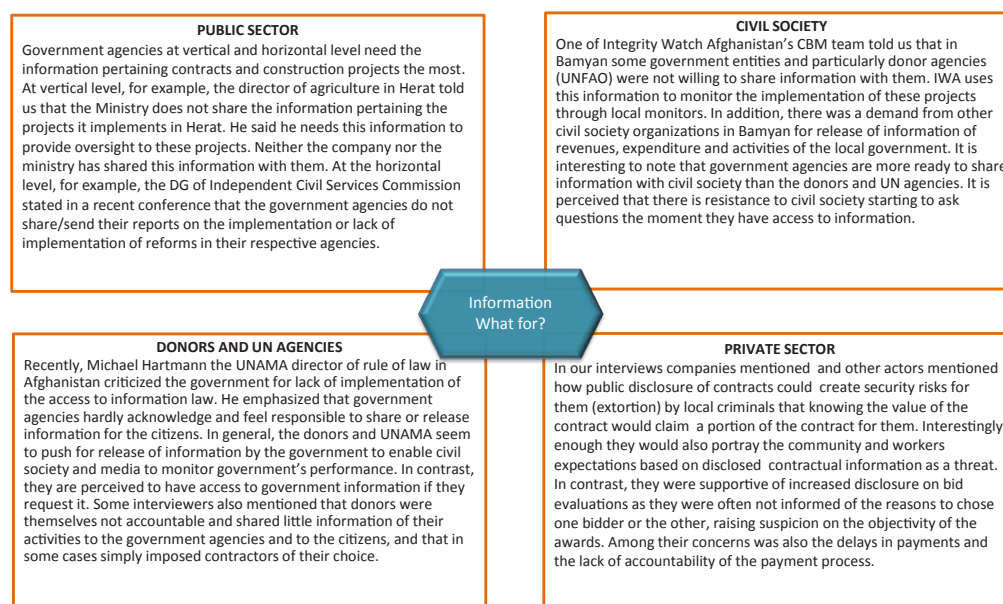 PUBLIC SECTOR
Government agencies at vertical and horizontal level need the
information pertaining contracts and construction projects the most.
At vertical level, for example, the director of agriculture in Herat told
us that the Ministry does not share the information pertaining the
projects it implements in Herat. He said he needs this information to
provide oversight to these projects. Neither the company nor the
ministry has shared this information with them. At the horizontal
level, for example, the DG of Independent Civil Services Commission
stated in a recent conference that the government agencies do not
share/send their reports on the implementation or lack of
implementation of reforms in their respective agencies.
CIVIL SOCIETY
One of Integrity Watch Afghanistan's CBM team told us that in
Bamyan some government entities and particularly donor agencies
(UNFAO) were not willing to share information with them. IWA uses
this information to monitor the implementation of these projects
through local monitors. In addition, there was a demand from other
civil society organizations in Bamyan for release of information of
revenues, expenditure and activities of the local government. It is
interesting to note that government agencies are more ready to share
information with civil society than the donors and UN agencies. It is
perceived that there is resistance to civil society starting to ask
questions the moment they have access to information.
Information
What for?
DONORS AND UN AGENCIES
Recently, Michael Hartmann the UNAMA director of rule of law in
Afghanistan criticized the government for lack of implementation of
the access to information law. He emphasized that government
agencies hardly acknowledge and feel responsible to share or release
information for the citizens. In general, the donors and UNAMA seem
to push for release of information by the government to enable civil
society and media to monitor government's performance. In contrast,
they are perceived to have access to government information if they
request it. Some interviewers also mentioned that donors were
themselves not accountable and shared little information of their
activities to the government agencies and to the citizens, and that in
some cases simply imposed contractors of their choice.
PRIVATE SECTOR
In our interviews companies mentioned and other actors mentioned
how public disclosure of contracts could create security risks for
them (extortion) by local criminals that knowing the value of the
contract would claim a portion of the contract for them. Interestingly
enough they would also portray the community and workers
expectations based on disclosed contractual information as a threat.
In contrast, they were supportive of increased disclosure on bid
evaluations as they were often not informed of the reasons to chose
one bidder or the other, raising suspicion on the objectivity of the
awards. Among their concerns was also the delays in payments and
the lack of accountability of the payment process.